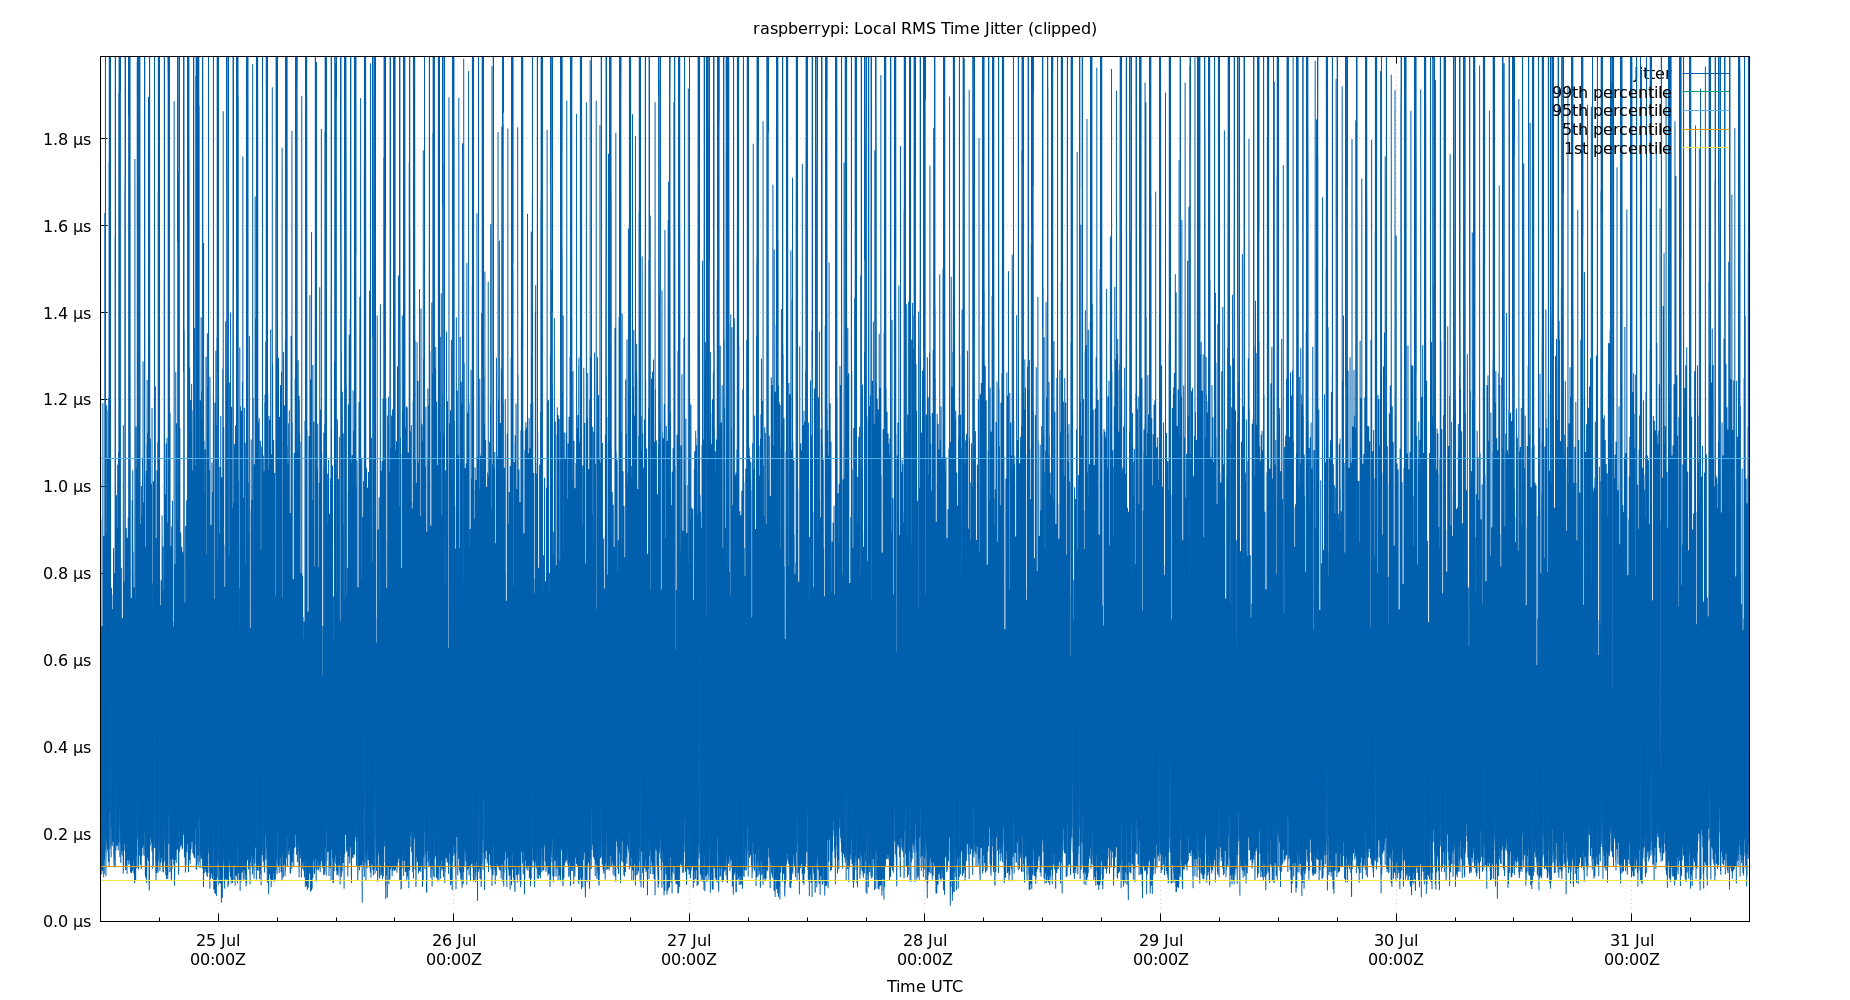 raspberrypi: Local RMS Time Jitter (clipped)
jitter
99th percentile
95th percentile
5th percentile
1st percentile
1.8 µs
1.6 µs
1.4 µs
1.2 µs
1.0 µs
0.8 µs
0.6 µs
0.4 µs
0.2 µs
0.0 µs
25 Jul 26 Jul 27 Jul 28 Jul 29 Jul 30 Jul 31 Jul
00:00Z 00:00Z 00:00Z 00:00Z 00:00Z 00:00Z 00:00Z
Time UTC